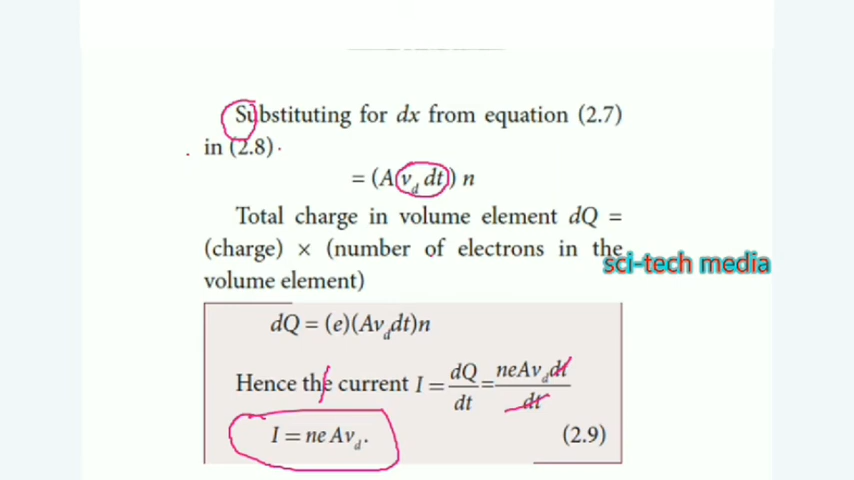 Substituting for dx from equation (2.7)
in (2.8).
= (A(v_d dt)) n
Total charge in volume element dQ =
(charge) × (number of electrons in the
volume element)
sci-tech media
dQ = (e)(Av_d dt)n
Hence the current I = dQ/dt = neAv_d dt/dt
I = ne Av_d. (2.9)